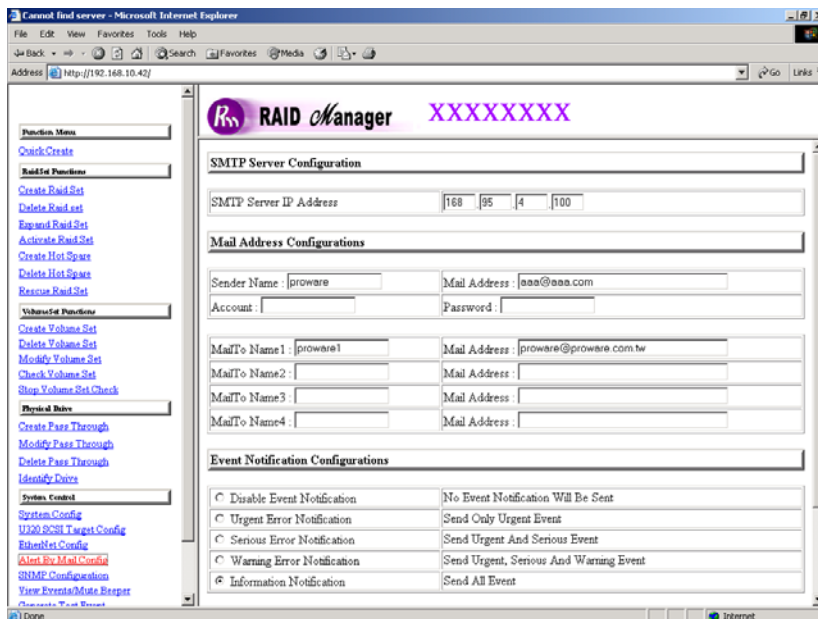 Cannot find server - Microsoft Internet Explorer
File Edit View Favorites Tools Help
Back Search Favorites Media
Address http://192.168.10.42/ Go Links
RAID Manager XXXXXXXX
Function Menu
Quick Create
RaidSet Functions
Create Raid Set
Delete Raid set
Expand Raid Set
Activate Raid Set
Create Hot Spare
Delete Hot Spare
Rescue Raid Set
VolumeSet Functions
Create Volume Set
Delete Volume Set
Modify Volume Set
Check Volume Set
Stop Volume Set Check
Physical Drive
Create Pass Through
Modify Pass Through
Delete Pass Through
Identify Drive
System Control
System Config
U320 SCSI Target Config
EtherNet Config
Alert By Mail Config
SNMP Configuration
View Events/Mute Beeper
Generate Test Event
SMTP Server Configuration
SMTP Server IP Address 168 .95 .4 .100
Mail Address Configurations
Sender Name : proware Mail Address : aaa@aaa.com
Account : Password :
MailTo Name1 : proware1 Mail Address : proware@proware.com.tw
MailTo Name2 : Mail Address :
MailTo Name3 : Mail Address :
MailTo Name4 : Mail Address :
Event Notification Configurations
Disable Event Notification No Event Notification Will Be Sent
Urgent Error Notification Send Only Urgent Event
Serious Error Notification Send Urgent And Serious Event
Warning Error Notification Send Urgent, Serious And Warning Event
Information Notification Send All Event
Done Internet